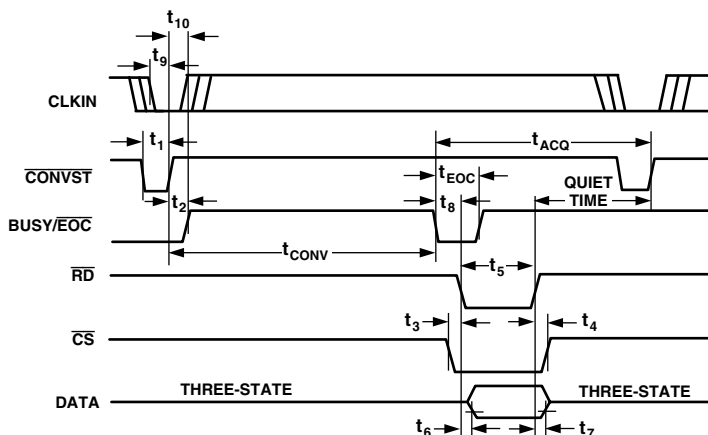 t10
t9
CLKIN
t1
tACQ
CONVST
tEOC
QUIET
TIME
t2
t8
BUSY/EOC
tCONV
t5
RD
t3
t4
CS
THREE-STATE
THREE-STATE
DATA
t6
t7